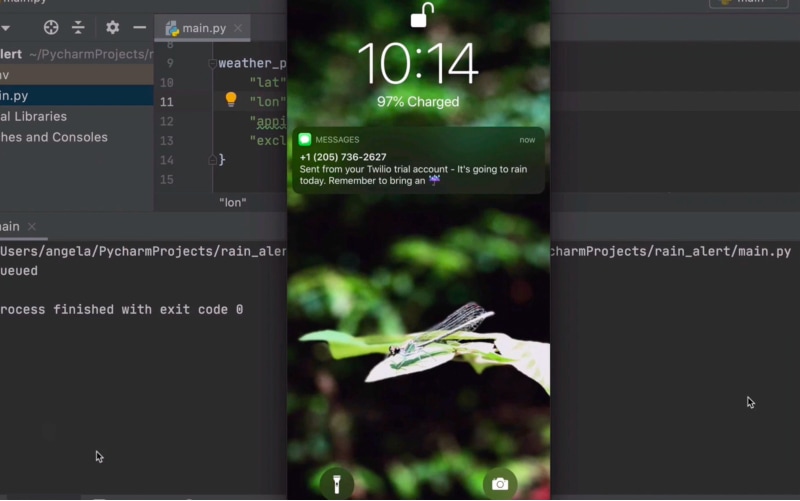 main.py
main
main.py
lert ~/PycharmProjects/r
nv
in.py
al Libraries
hes and Consoles
8
9 weather_p
10 "lat"
11 "lon"
12 "appi
13 "excl
14 }
15
"lon"
10:14
97% Charged
MESSAGES now
+1 (205) 736-2627
Sent from your Twilio trial account - It's going to rain
today. Remember to bring an ☔
ain
Users/angela/PycharmProjects/rain_aler
charmProjects/rain_alert/main.py
ueued
rocess finished with exit code 0